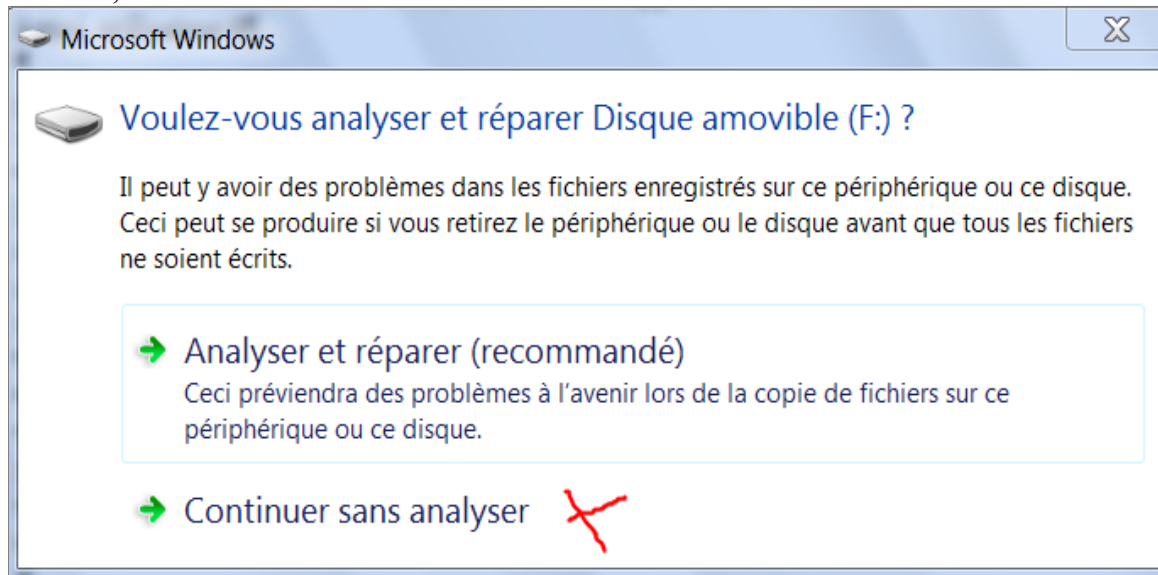 Microsoft Windows
Voulez-vous analyser et réparer Disque amovible (F:) ?
Il peut y avoir des problèmes dans les fichiers enregistrés sur ce périphérique ou ce disque.
Ceci peut se produire si vous retirez le périphérique ou le disque avant que tous les fichiers
ne soient écrits.
Analyser et réparer (recommandé)
Ceci préviendra des problèmes à l'avenir lors de la copie de fichiers sur ce
périphérique ou ce disque.
Continuer sans analyser